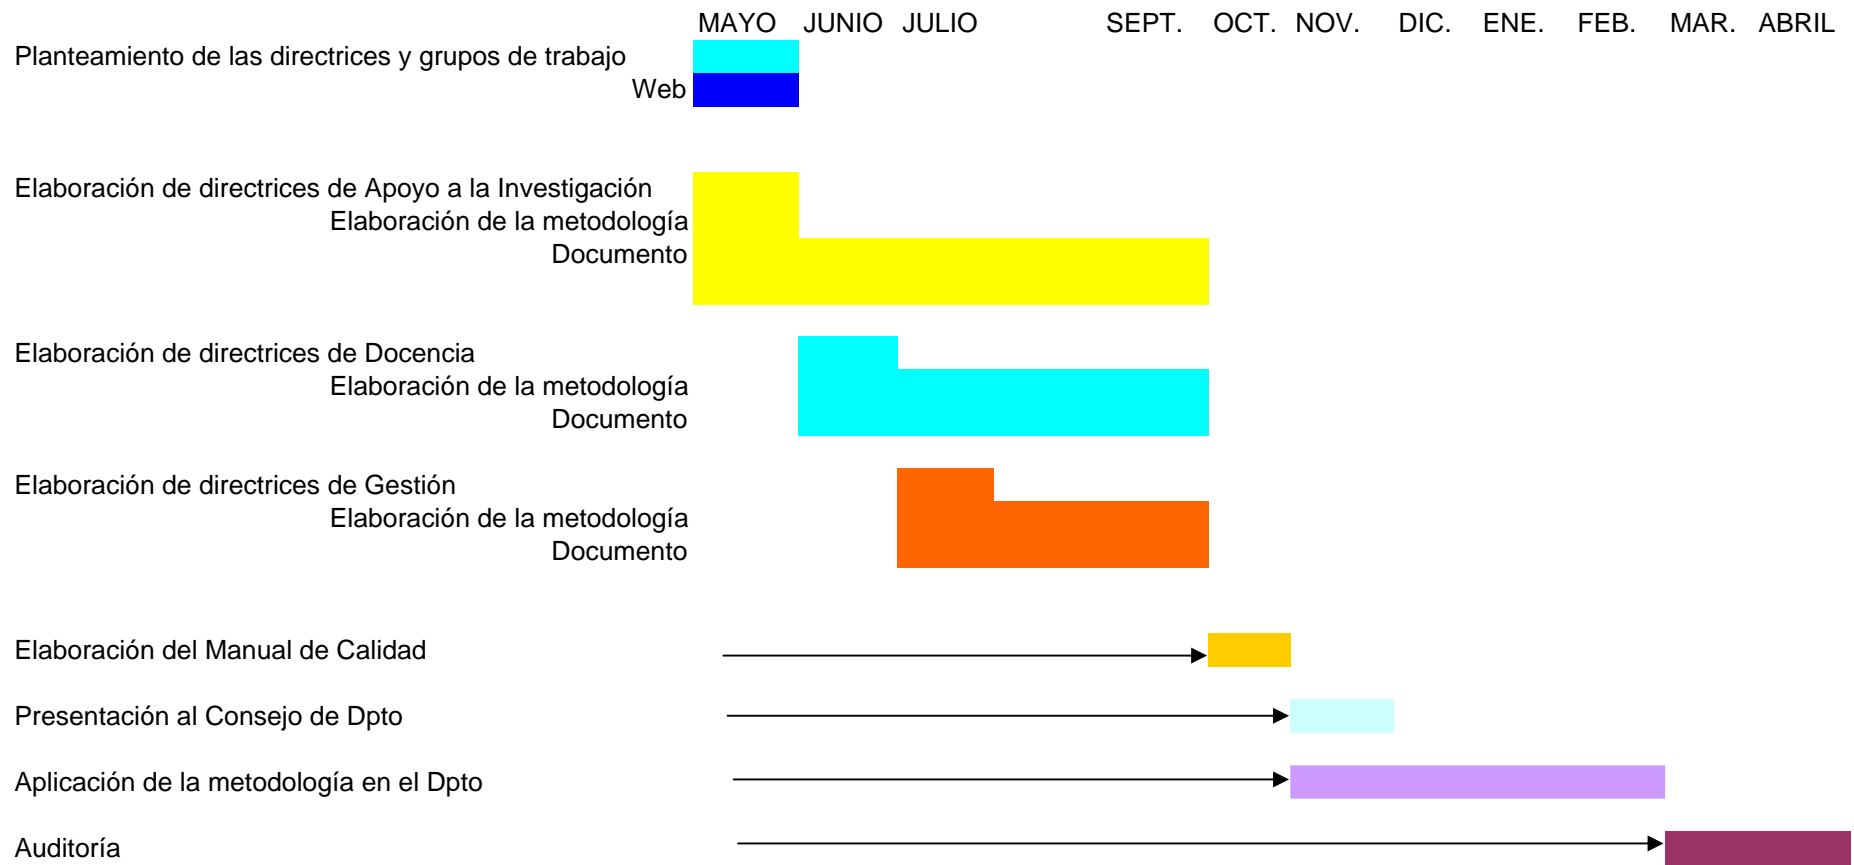 MAYO JUNIO JULIO SEPT. OCT. NOV. DIC. ENE. FEB. MAR. ABRIL
Planteamiento de las directrices y grupos de trabajo
Web
Elaboración de directrices de Apoyo a la Investigación
Elaboración de la metodología
Documento
Elaboración de directrices de Docencia
Elaboración de la metodología
Documento
Elaboración de directrices de Gestión
Elaboración de la metodología
Documento
Elaboración del Manual de Calidad
Presentación al Consejo de Dpto
Aplicación de la metodología en el Dpto
Auditoría